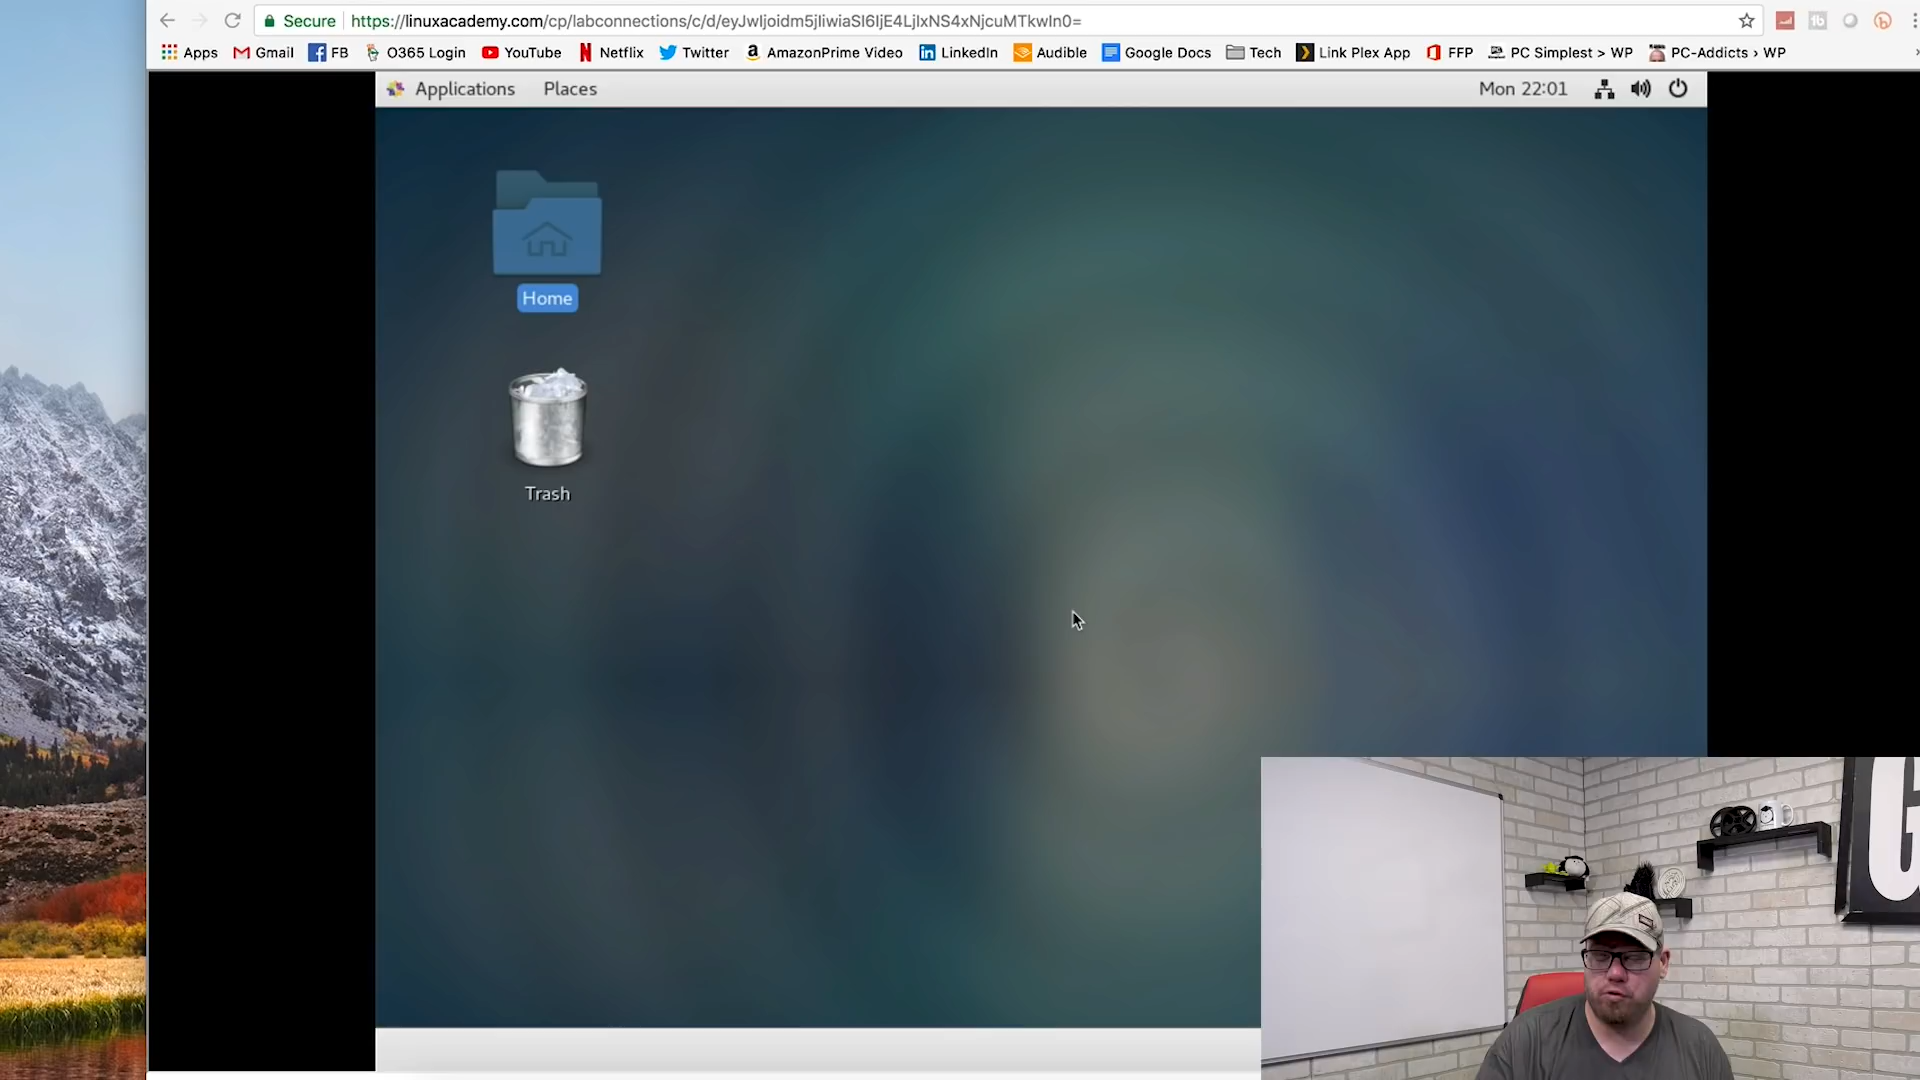 Secure https://linuxacademy.com/cp/labconnections/c/d/eyJwIjoidm5jIiwiaSI6IjE4LjIxNS4xNjcuMTkwIn0=
Apps Gmail FB O365 Login YouTube Netflix Twitter AmazonPrime Video LinkedIn Audible Google Docs Tech Link Plex App FFP PC Simplest > WP PC-Addicts > WP
Applications Places Mon 22:01
Home
Trash
G